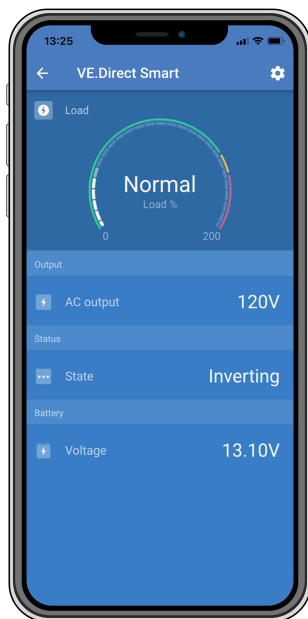 13:25
VE.Direct Smart
Load
Normal
Load %
0 200
Output
AC output 120V
Status
State Inverting
Battery
Voltage 13.10V